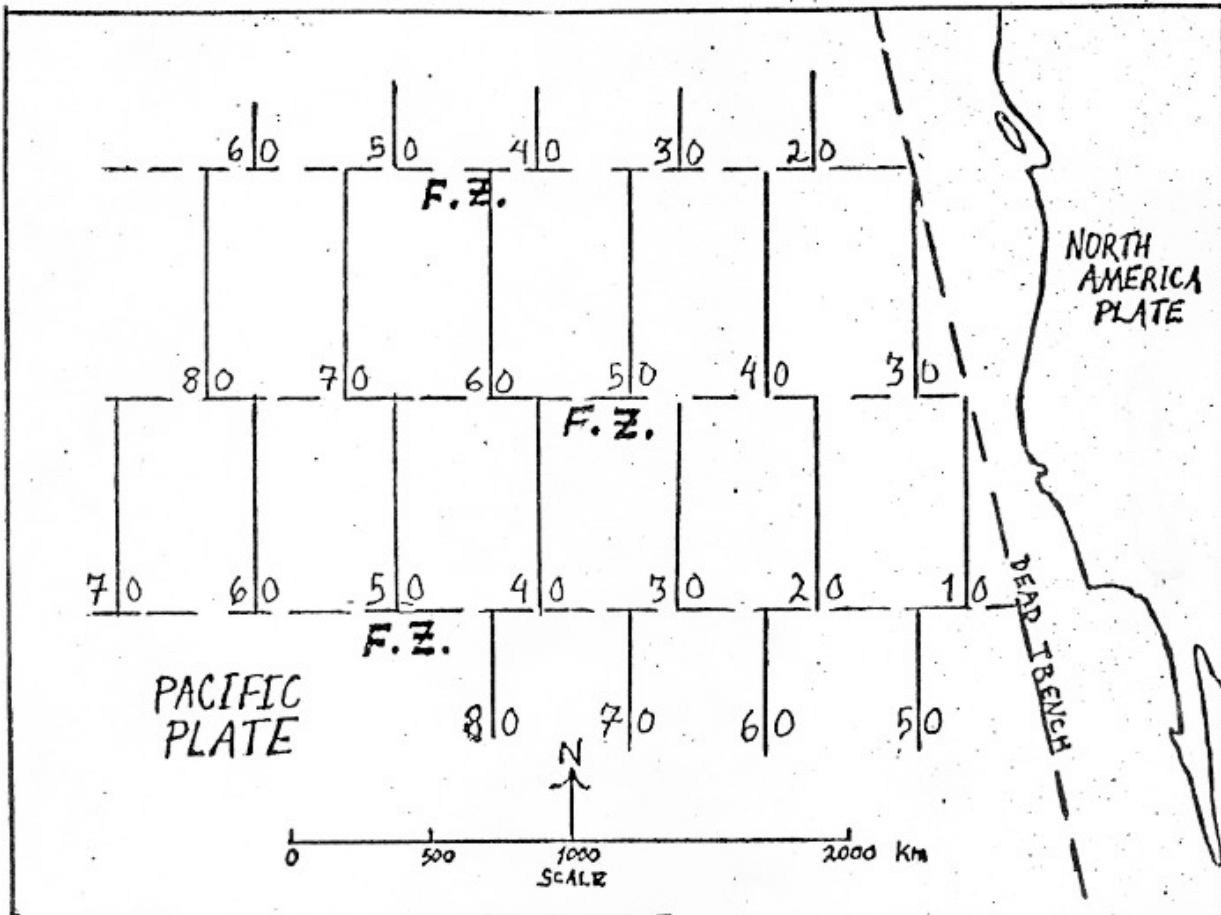 60 50 40 30 20
F.Z.
NORTH
AMERICA
PLATE
80 70 60 50 40 30
F.Z.
70 60 50 40 30 20 10
F.Z.
DEAD TBENCH
PACIFIC
PLATE
80 70 60 50
N
0 500 1000 2000 Km
SCALE